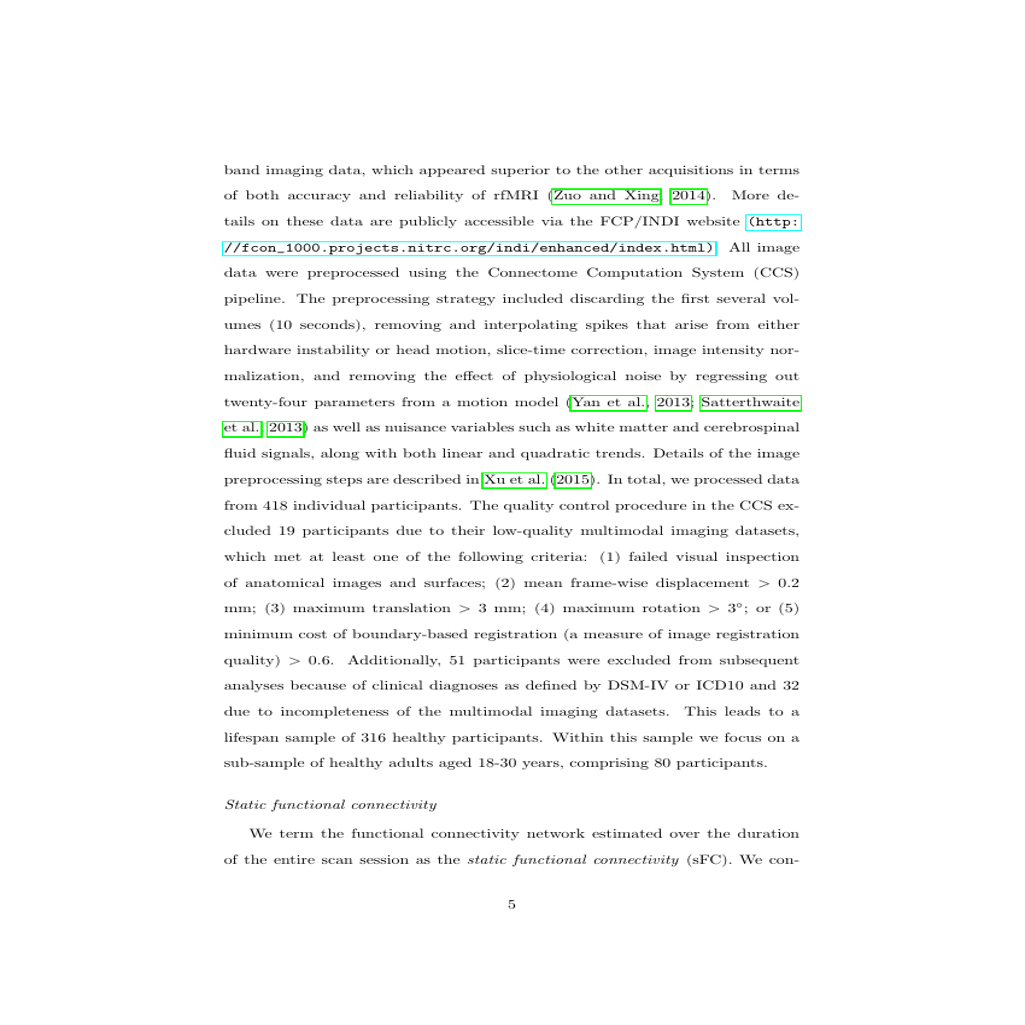 band imaging data, which appeared superior to the other acquisitions in terms
of both accuracy and reliability of rfMRI (Zuo and Xing, 2014). More de-
tails on these data are publicly accessible via the FCP/INDI website (http:
//fcon_1000.projects.nitrc.org/indi/enhanced/index.html). All image
data were preprocessed using the Connectome Computation System (CCS)
pipeline. The preprocessing strategy included discarding the first several vol-
umes (10 seconds), removing and interpolating spikes that arise from either
hardware instability or head motion, slice-time correction, image intensity nor-
malization, and removing the effect of physiological noise by regressing out
twenty-four parameters from a motion model (Yan et al., 2013; Satterthwaite
et al., 2013) as well as nuisance variables such as white matter and cerebrospinal
fluid signals, along with both linear and quadratic trends. Details of the image
preprocessing steps are described in Xu et al. (2015). In total, we processed data
from 418 individual participants. The quality control procedure in the CCS ex-
cluded 19 participants due to their low-quality multimodal imaging datasets,
which met at least one of the following criteria: (1) failed visual inspection
of anatomical images and surfaces; (2) mean frame-wise displacement > 0.2
mm; (3) maximum translation > 3 mm; (4) maximum rotation > 3°; or (5)
minimum cost of boundary-based registration (a measure of image registration
quality) > 0.6. Additionally, 51 participants were excluded from subsequent
analyses because of clinical diagnoses as defined by DSM-IV or ICD10 and 32
due to incompleteness of the multimodal imaging datasets. This leads to a
lifespan sample of 316 healthy participants. Within this sample we focus on a
sub-sample of healthy adults aged 18-30 years, comprising 80 participants.
Static functional connectivity
We term the functional connectivity network estimated over the duration
of the entire scan session as the static functional connectivity (sFC). We con-
5